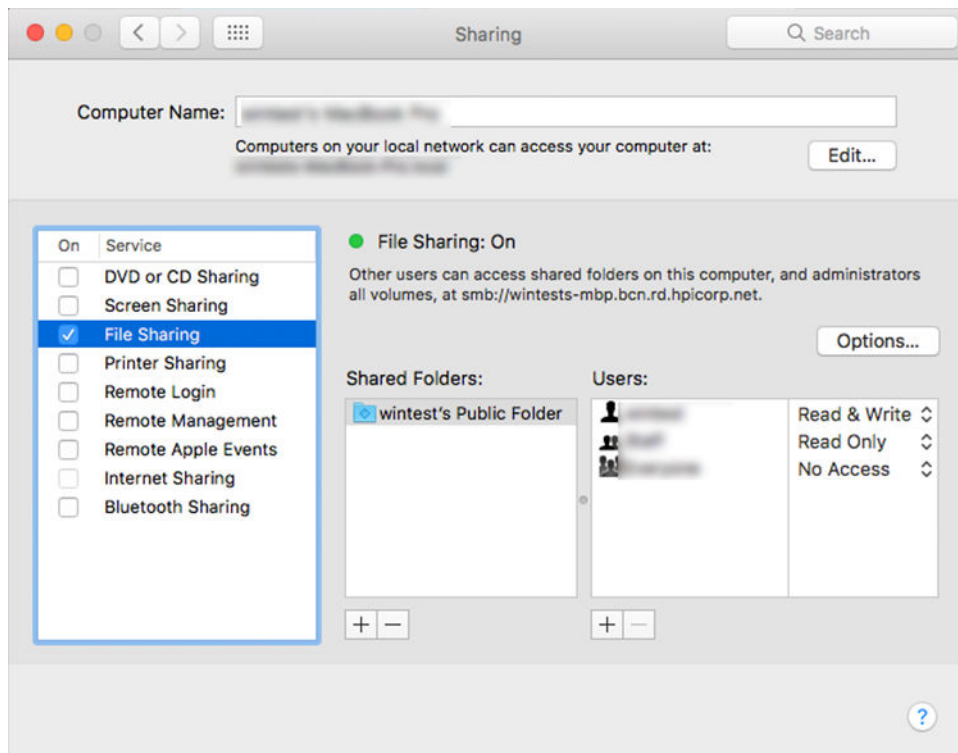 Sharing
Search
Computer Name:
Computers on your local network can access your computer at:
Edit...
On Service
DVD or CD Sharing
Screen Sharing
File Sharing
Printer Sharing
Remote Login
Remote Management
Remote Apple Events
Internet Sharing
Bluetooth Sharing
File Sharing: On
Other users can access shared folders on this computer, and administrators
all volumes, at smb://wintests-mbp.bcn.rd.hpicorp.net.
Options...
Shared Folders:
wintest's Public Folder
Users:
Read & Write
Read Only
No Access
+ −
+ −
?